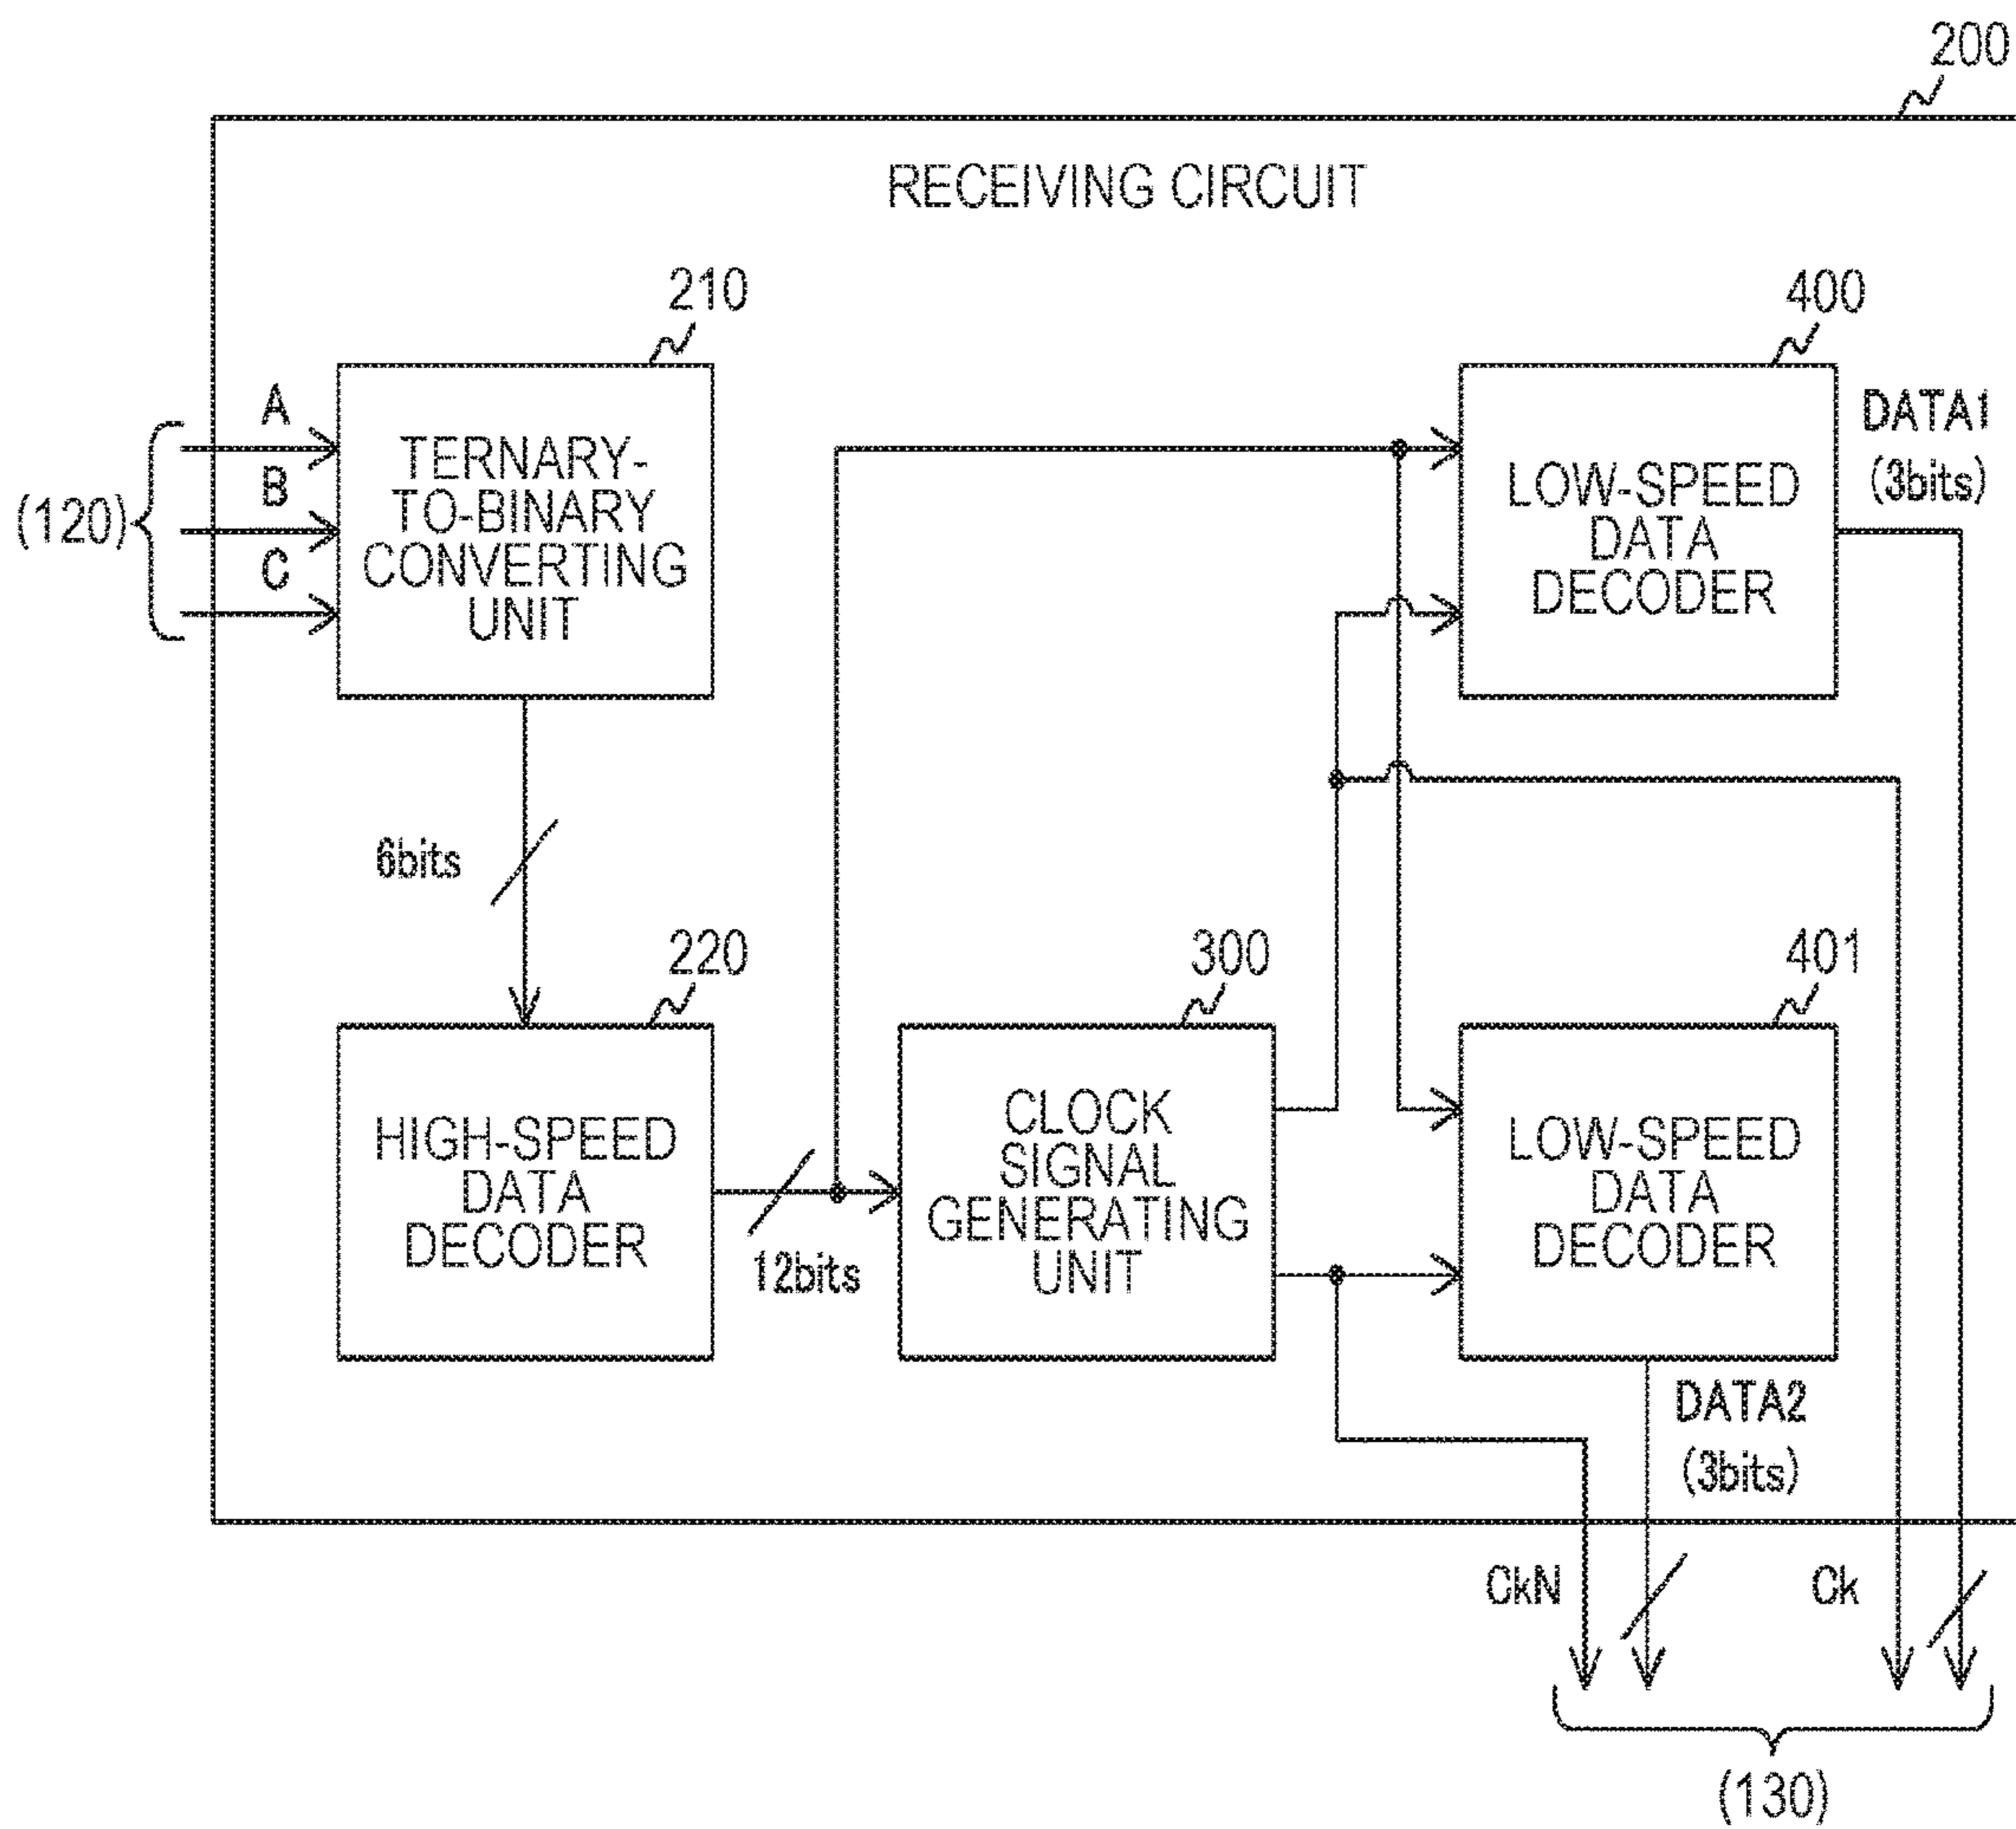 200
RECEIVING CIRCUIT
210
400
A
B
C
(120)
TERNARY-
TO-BINARY
CONVERTING
UNIT
LOW-SPEED
DATA
DECODER
DATA1
(3bits)
6bits
220
300
401
HIGH-SPEED
DATA
DECODER
12bits
CLOCK
SIGNAL
GENERATING
UNIT
LOW-SPEED
DATA
DECODER
DATA2
(3bits)
CkN
Ck
(130)